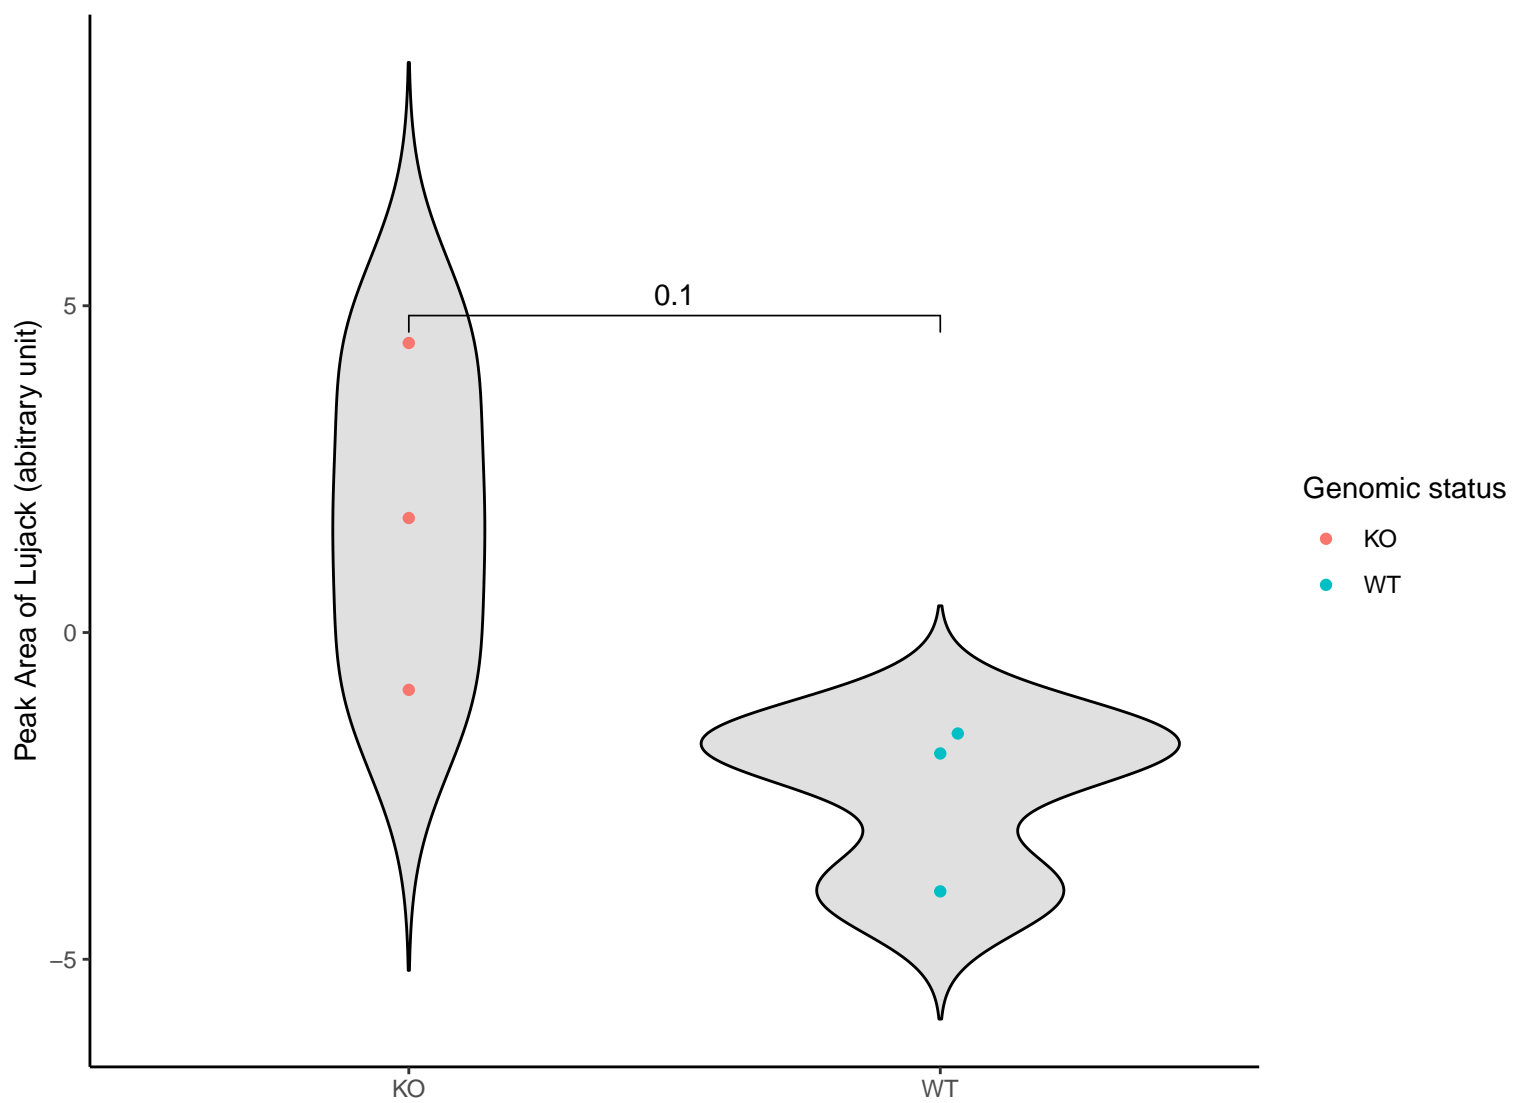 Peak Area of Lujack (abitrary unit)
5
0
−5
0.1
KO
WT
Genomic status
KO
WT